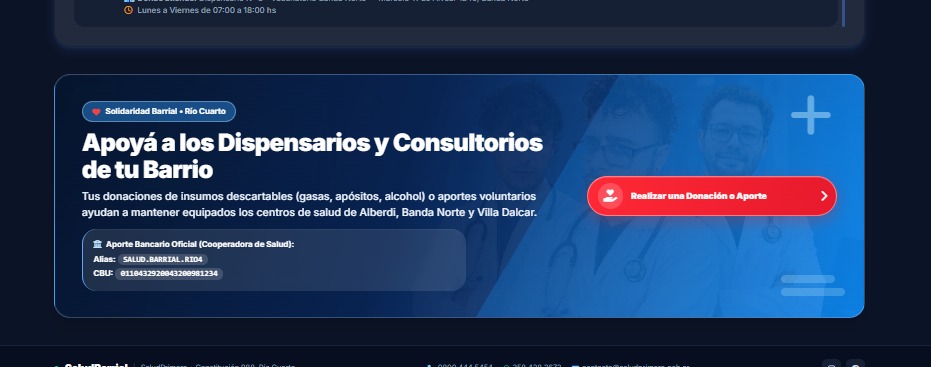 Lunes a Viernes de 07:00 a 18:00 hs
Solidaridad Barrial • Río Cuarto
Apoyá a los Dispensarios y Consultorios
de tu Barrio
Tus donaciones de insumos descartables (gasas, apósitos, alcohol) o aportes voluntarios
ayudan a mantener equipados los centros de salud de Alberdi, Banda Norte y Villa Dalcar.
Aporte Bancario Oficial (Cooperadora de Salud):
Alias: SALUD.BARRIAL.RIO4
CBU: 0110432920043200981234
Realizar una Donación o Aporte